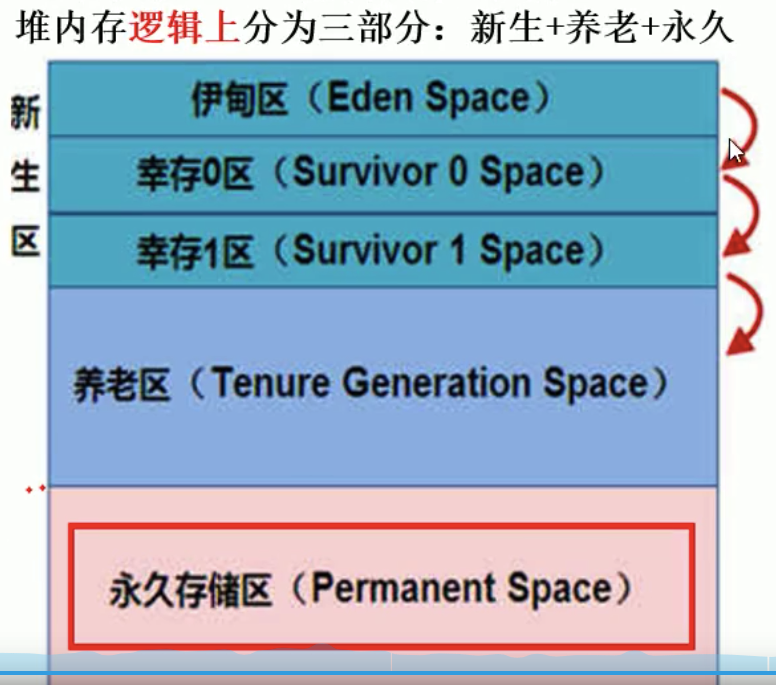 堆内存逻辑上分为三部分：新生+养老+永久
新
生
区
伊甸区（Eden Space）
幸存0区（Survivor 0 Space）
幸存1区（Survivor 1 Space）
养老区（Tenure Generation Space）
永久存储区（Permanent Space）